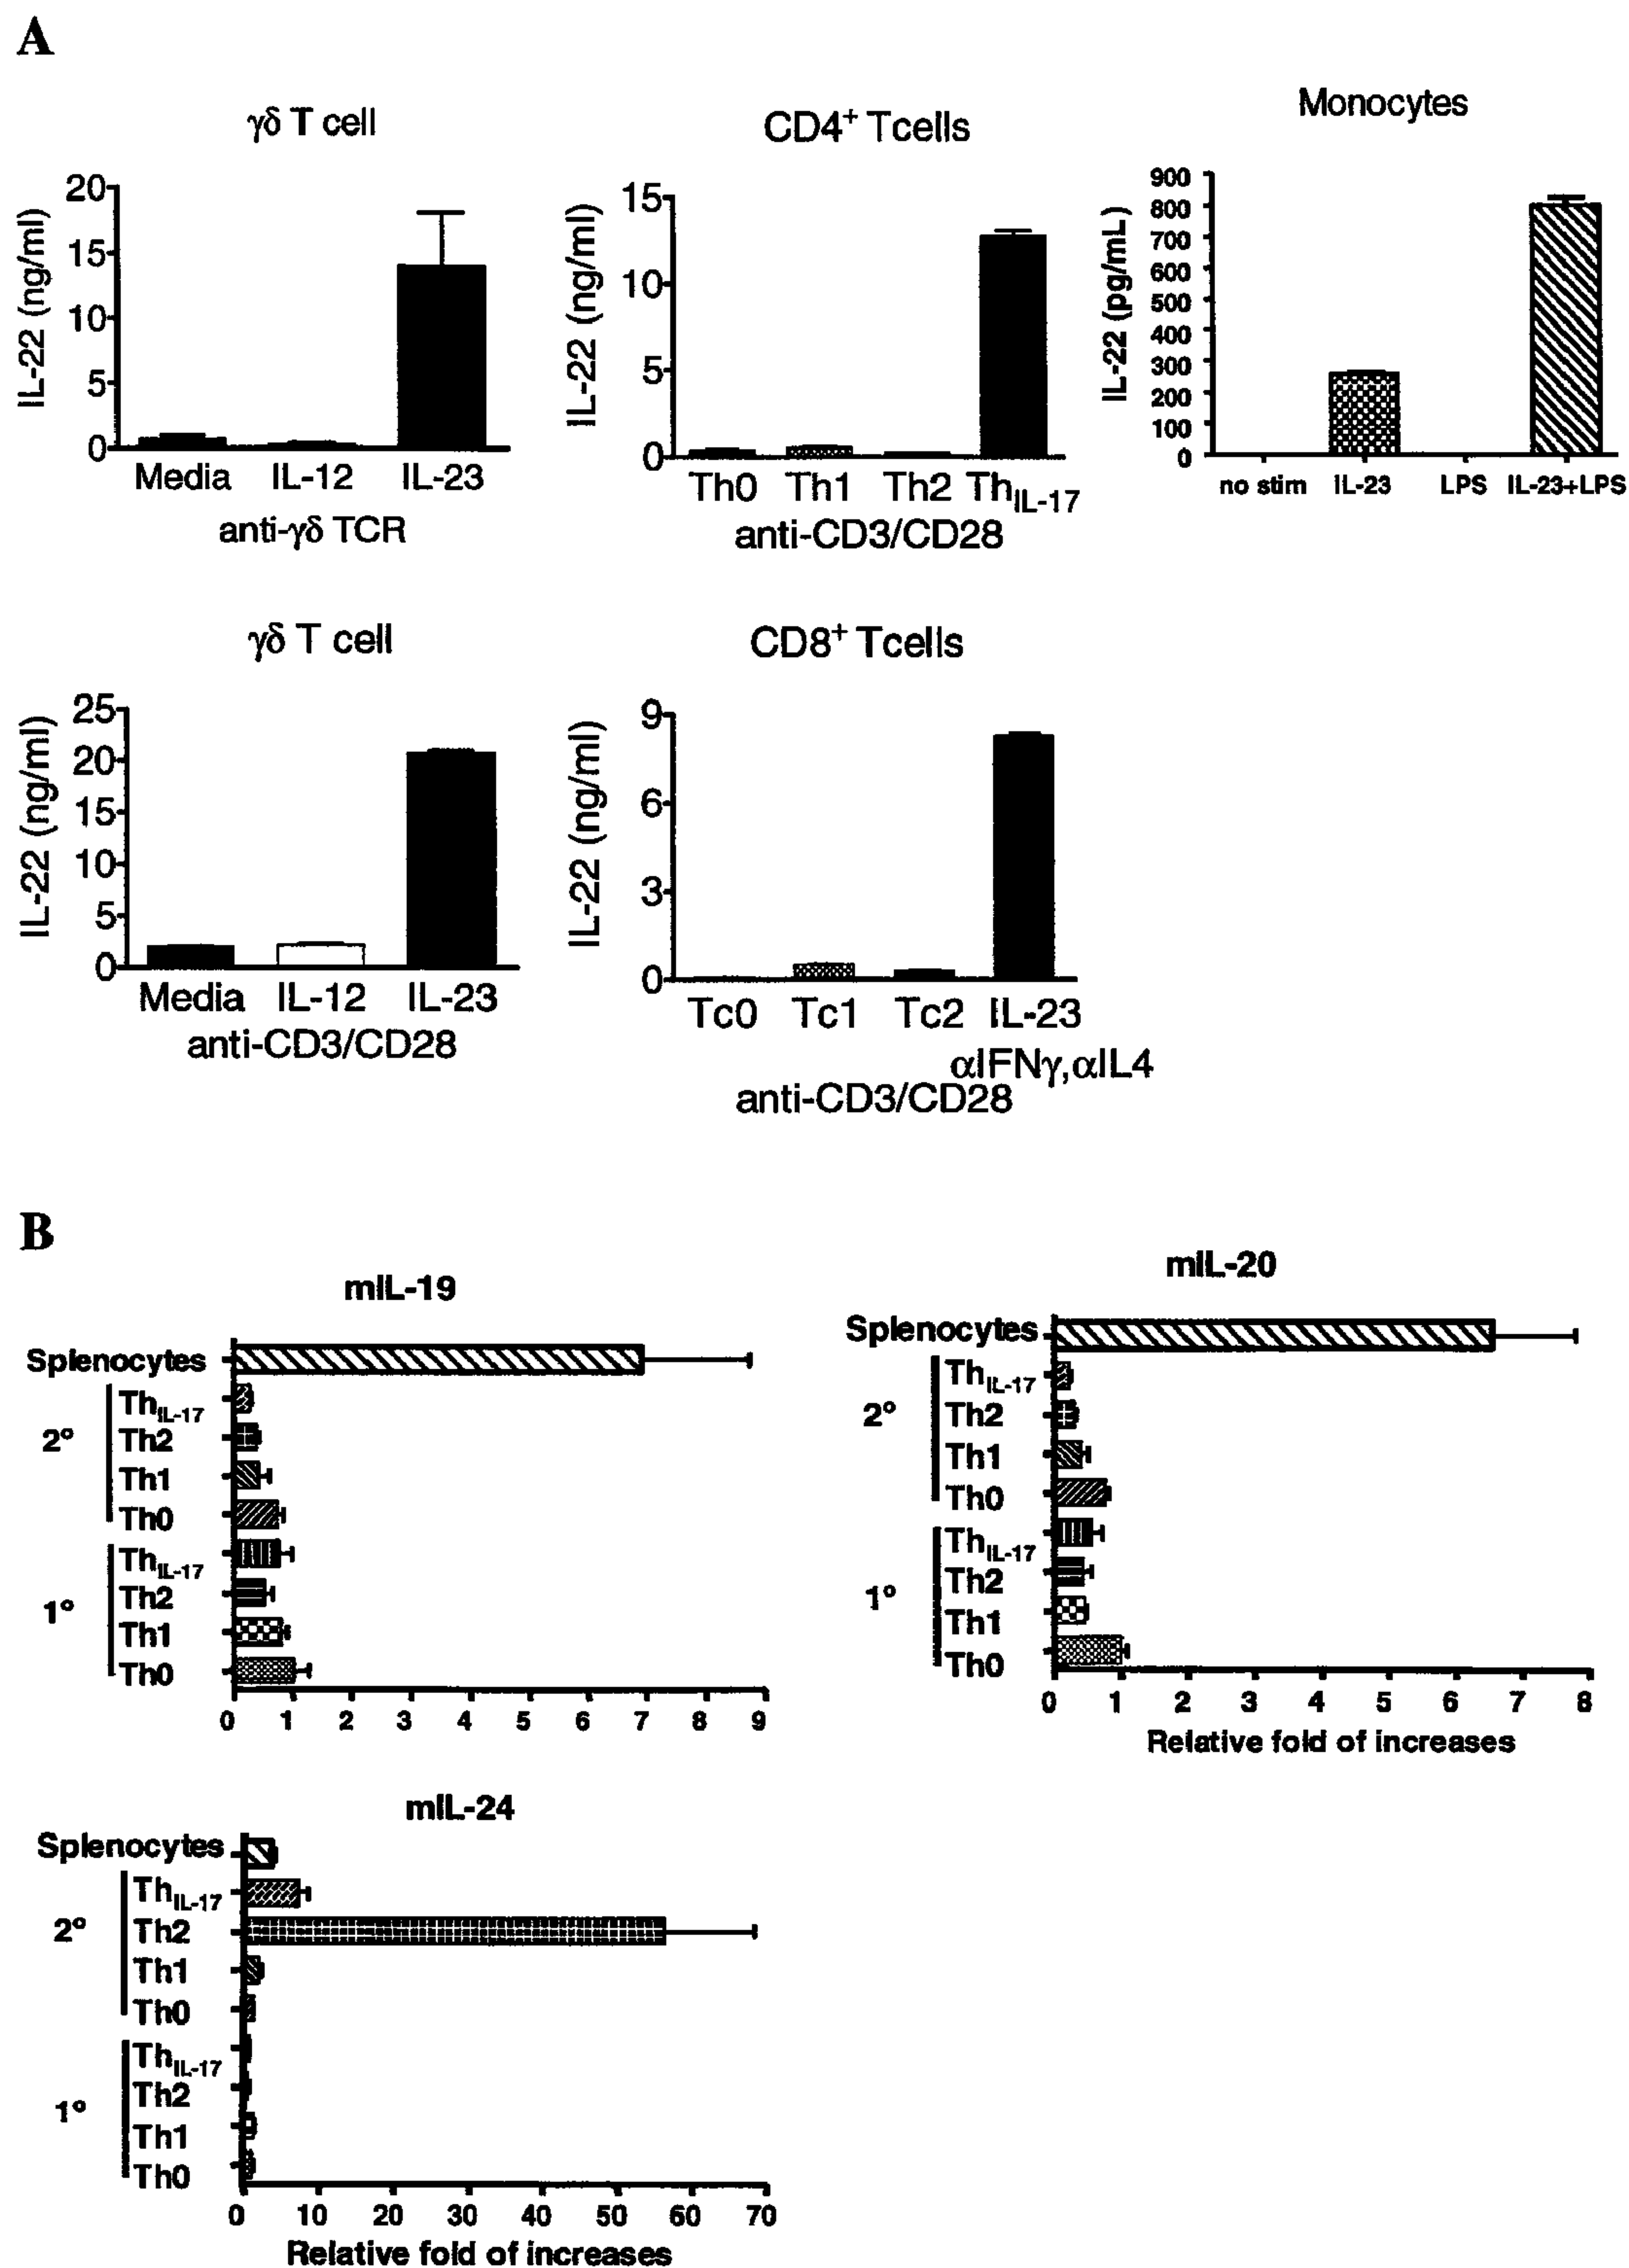 A
γδ T cell
IL-22 (ng/ml)
20
15
10
5
0
Media IL-12 IL-23
anti-γδ TCR
CD4+ Tcells
IL-22 (ng/ml)
15
10
5
0
Th0 Th1 Th2 ThIL-17
anti-CD3/CD28
Monocytes
IL-22 (pg/mL)
900
800
700
600
500
400
300
200
100
0
no stim IL-23 LPS IL-23+LPS
γδ T cell
IL-22 (ng/ml)
25
20
15
10
5
0
Media IL-12 IL-23
anti-CD3/CD28
CD8+ Tcells
IL-22 (ng/ml)
9
6
3
0
Tc0 Tc1 Tc2 IL-23
αIFNγ,αIL4
anti-CD3/CD28
B
mIL-19
Splenocytes
2º
ThIL-17
Th2
Th1
Th0
1º
ThIL-17
Th2
Th1
Th0
0 1 2 3 4 5 6 7 8 9
mIL-20
Splenocytes
2º
ThIL-17
Th2
Th1
Th0
1º
ThIL-17
Th2
Th1
Th0
0 1 2 3 4 5 6 7 8
Relative fold of increases
mIL-24
Splenocytes
2º
ThIL-17
Th2
Th1
Th0
1º
ThIL-17
Th2
Th1
Th0
0 10 20 30 40 50 60 70
Relative fold of increases